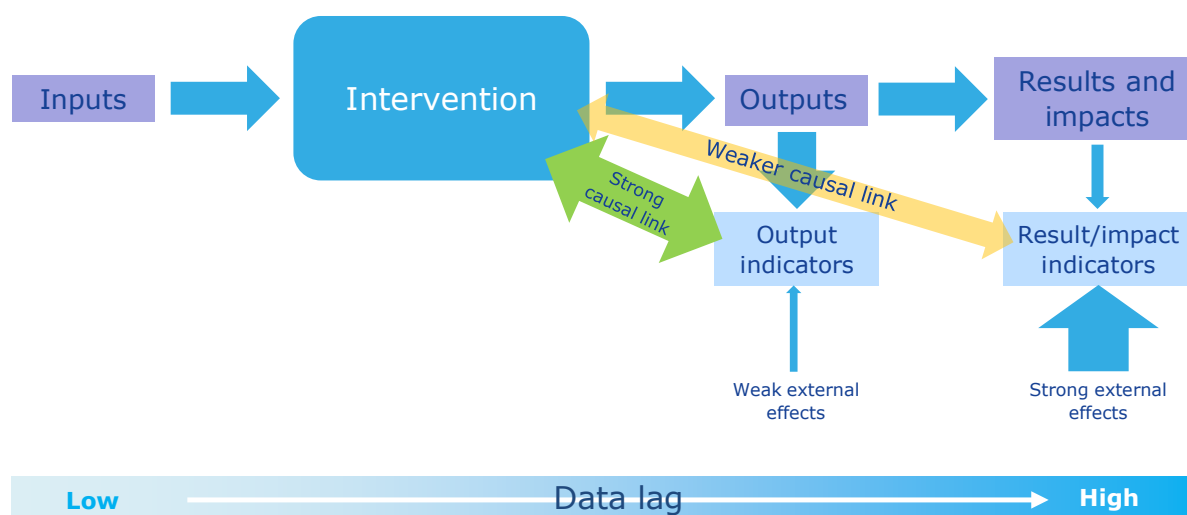 Inputs
Intervention
Outputs
Results and
impacts
Weaker causal link
Strong
causal link
Output
indicators
Result/impact
indicators
Weak external
effects
Strong external
effects
Low
Data lag
High